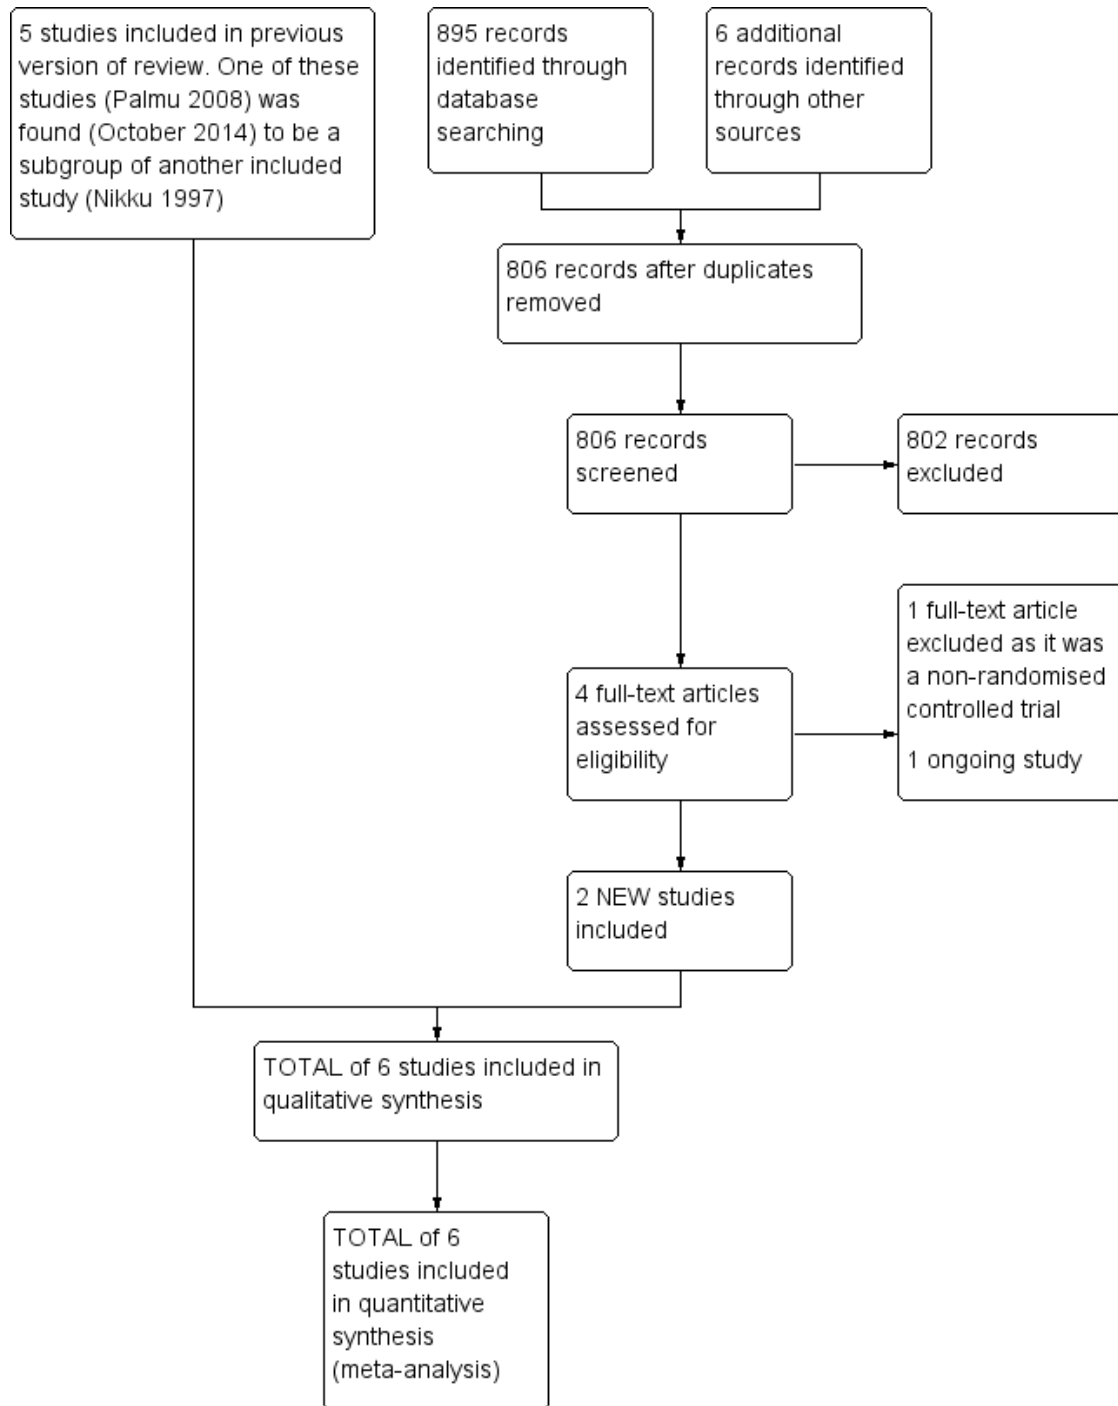 5 studies included in previous
version of review. One of these
studies (Palmu 2008) was
found (October 2014) to be a
subgroup of another included
study (Nikku 1997)
895 records
identified through
database
searching
6 additional
records identified
through other
sources
806 records after duplicates
removed
806 records
screened
802 records
excluded
4 full-text articles
assessed for
eligibility
1 full-text article
excluded as it was
a non-randomised
controlled trial
1 ongoing study
2 NEW studies
included
TOTAL of 6 studies included in
qualitative synthesis
TOTAL of 6
studies included
in quantitative
synthesis
(meta-analysis)